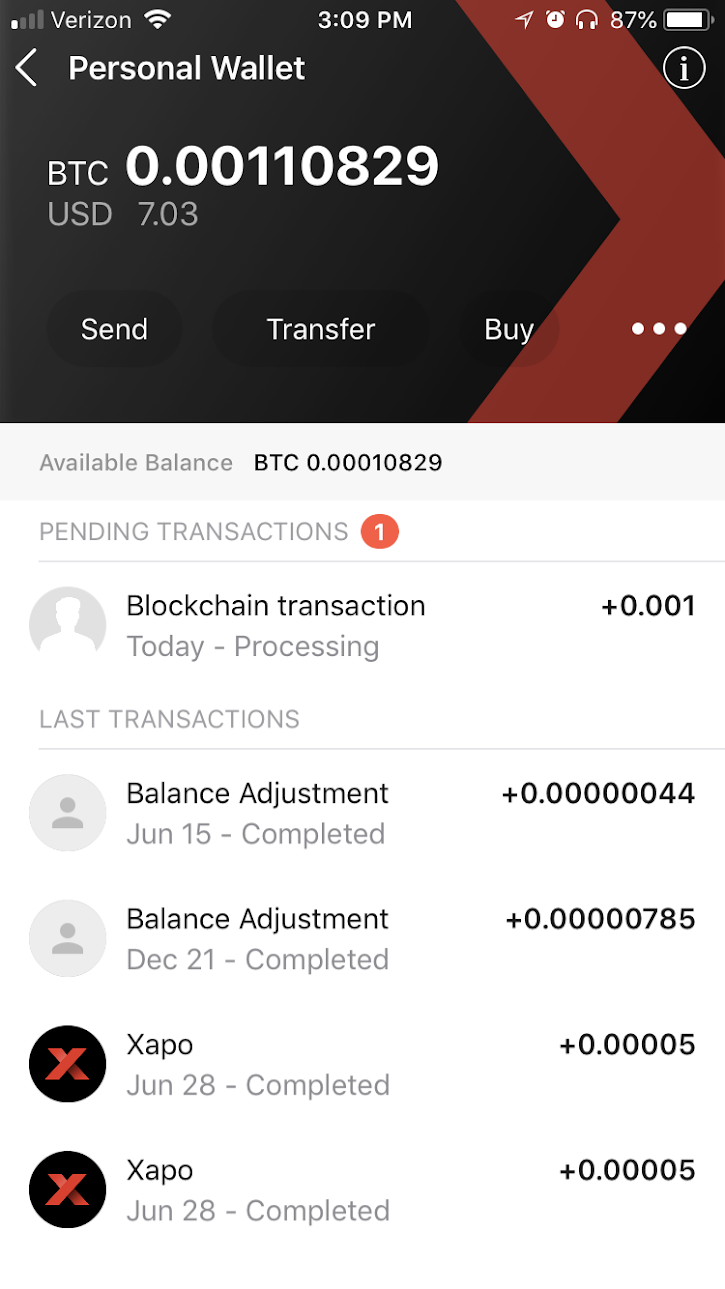 Verizon 3:09 PM 87%
Personal Wallet
BTC 0.00110829
USD 7.03
Send Transfer Buy
Available Balance BTC 0.00010829
PENDING TRANSACTIONS 1
Blockchain transaction +0.001
Today - Processing
LAST TRANSACTIONS
Balance Adjustment +0.00000044
Jun 15 - Completed
Balance Adjustment +0.00000785
Dec 21 - Completed
Xapo +0.00005
Jun 28 - Completed
Xapo +0.00005
Jun 28 - Completed